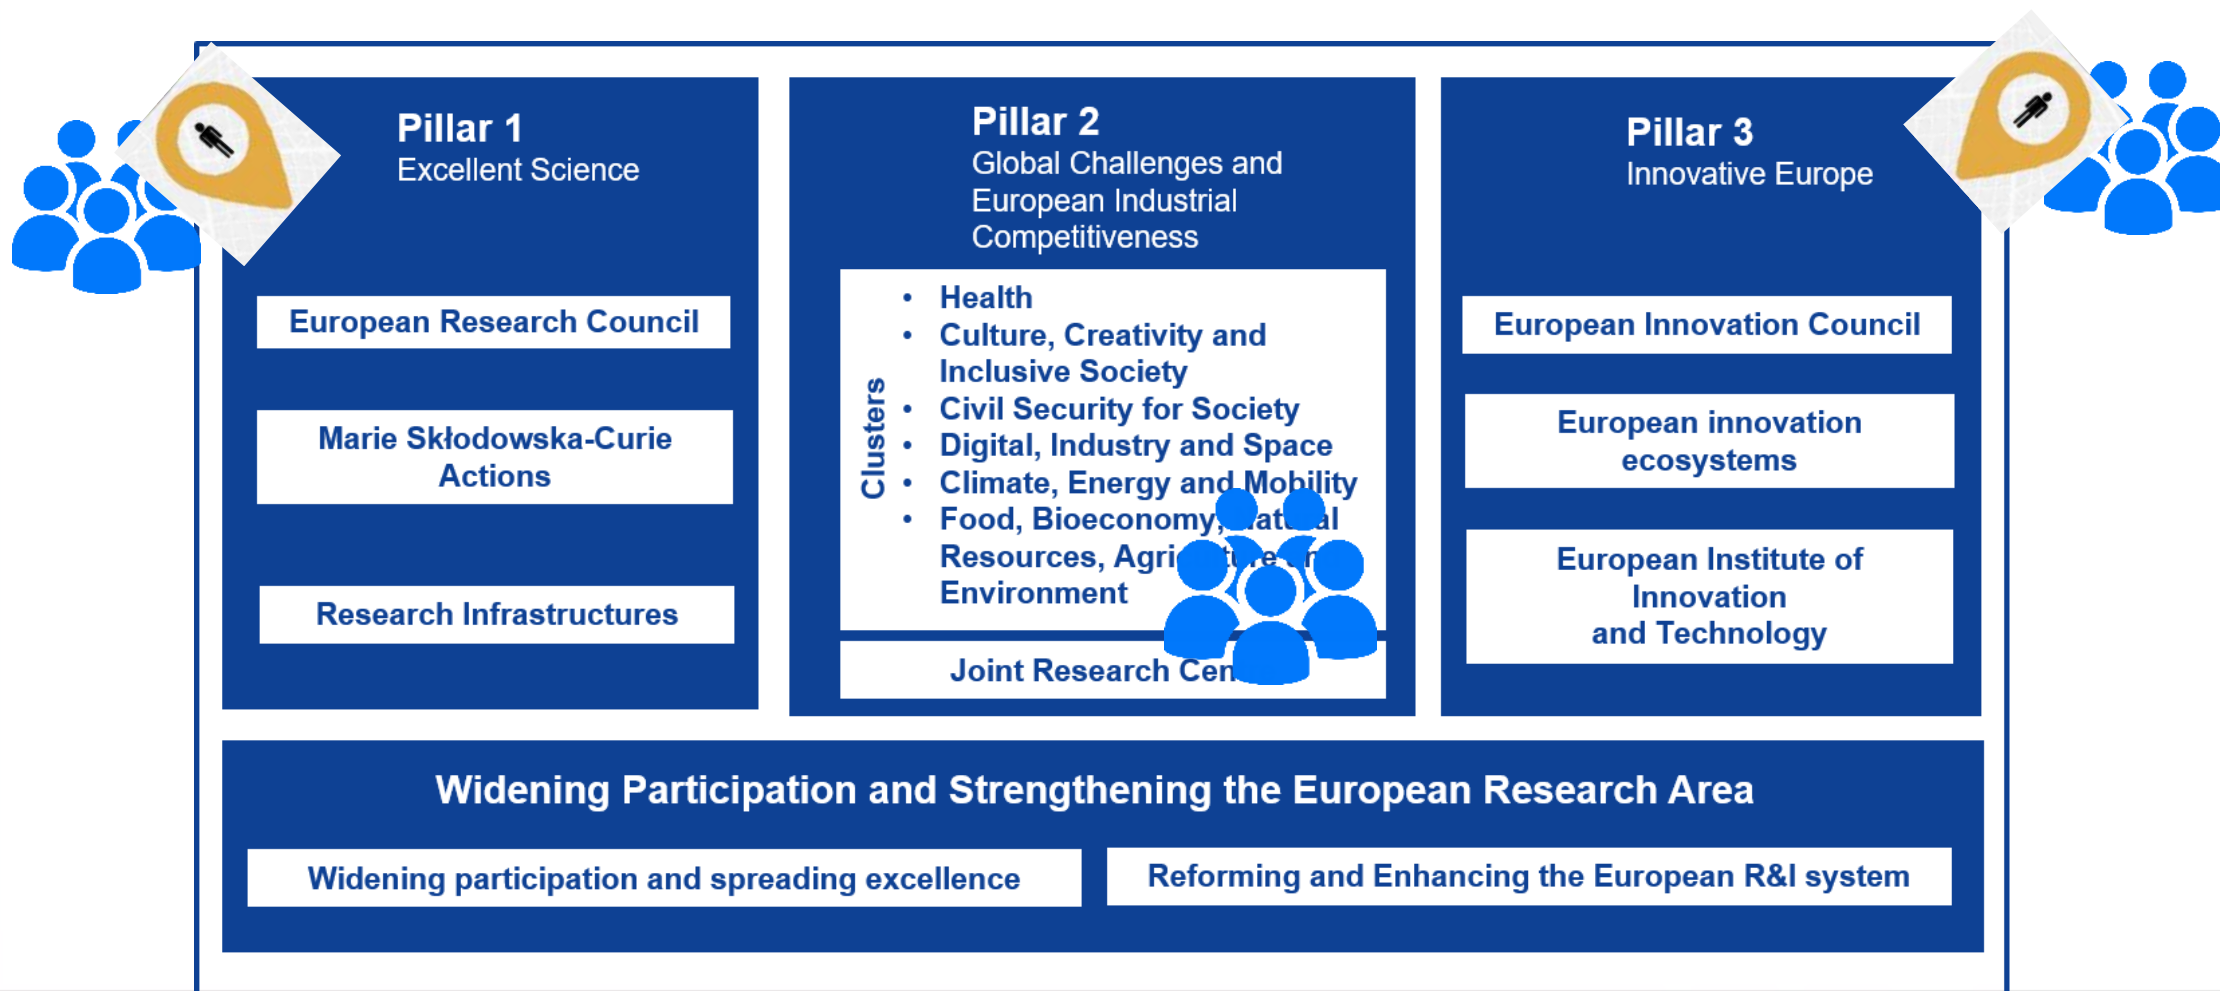 Pillar 1
Excellent Science
European Research Council
Marie Skłodowska-Curie
Actions
Research Infrastructures
Pillar 2
Global Challenges and
European Industrial
Competitiveness
Clusters
• Health
• Culture, Creativity and
Inclusive Society
• Civil Security for Society
• Digital, Industry and Space
• Climate, Energy and Mobility
• Food, Bioeconomy,
Resources,
Environment
Joint Research
Pillar 3
Innovative Europe
European Innovation Council
European innovation
ecosystems
European Institute of
Innovation
and Technology
Widening Participation and Strengthening the European Research Area
Widening participation and spreading excellence
Reforming and Enhancing the European R&I system